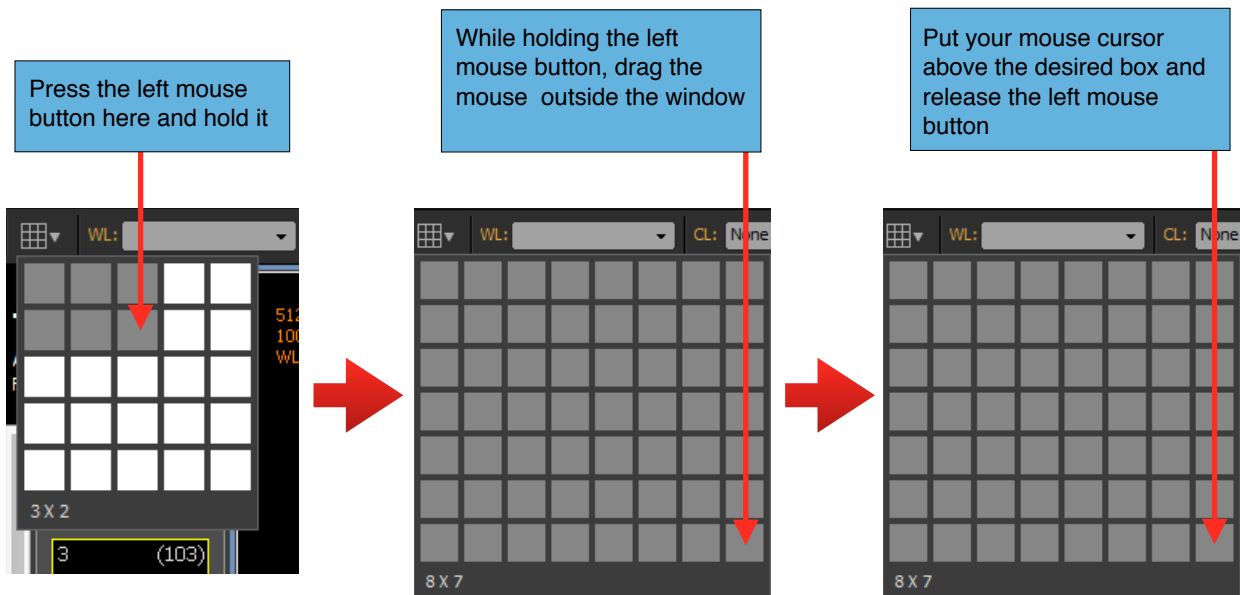 Press the left mouse
button here and hold it
While holding the left
mouse button, drag the
mouse  outside the window
Put your mouse cursor
above the desired box and
release the left mouse
button
WL:
512
100
WL
3 X 2
3 (103)
WL: CL: None
8 X 7
WL: CL: None
8 X 7